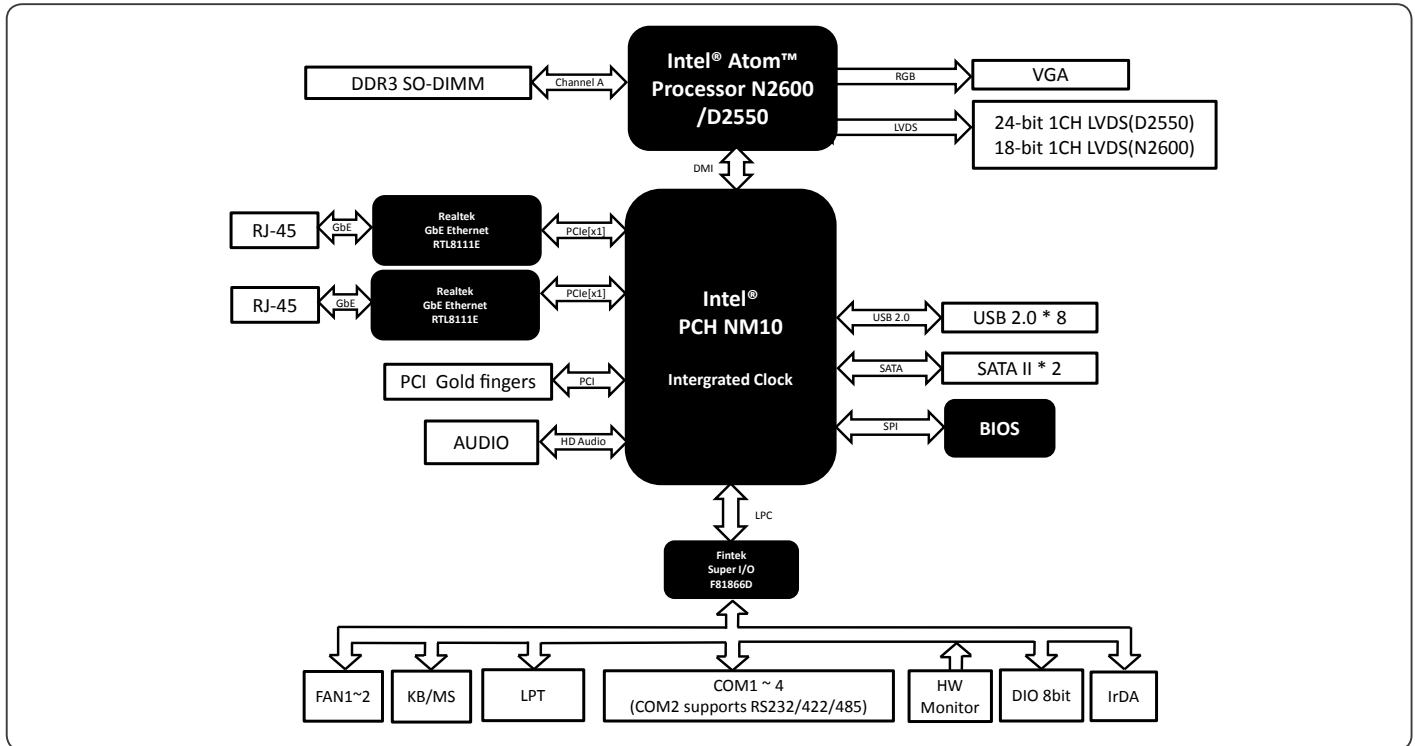 Intel® Atom™
Processor N2600
/D2550
DDR3 SO-DIMM
Channel A
RGB
VGA
LVDS
24-bit 1CH LVDS(D2550)
18-bit 1CH LVDS(N2600)
DMI
RJ-45
GbE
Realtek
GbE Ethernet
RTL8111E
PCIe[x1]
RJ-45
GbE
Realtek
GbE Ethernet
RTL8111E
PCIe[x1]
Intel®
PCH NM10
Intergrated Clock
USB 2.0
USB 2.0 * 8
PCI Gold fingers
PCI
SATA
SATA II * 2
AUDIO
HD Audio
SPI
BIOS
LPC
Fintek
Super I/O
F81866D
FAN1~2
KB/MS
LPT
COM1 ~ 4
(COM2 supports RS232/422/485)
HW
Monitor
DIO 8bit
IrDA